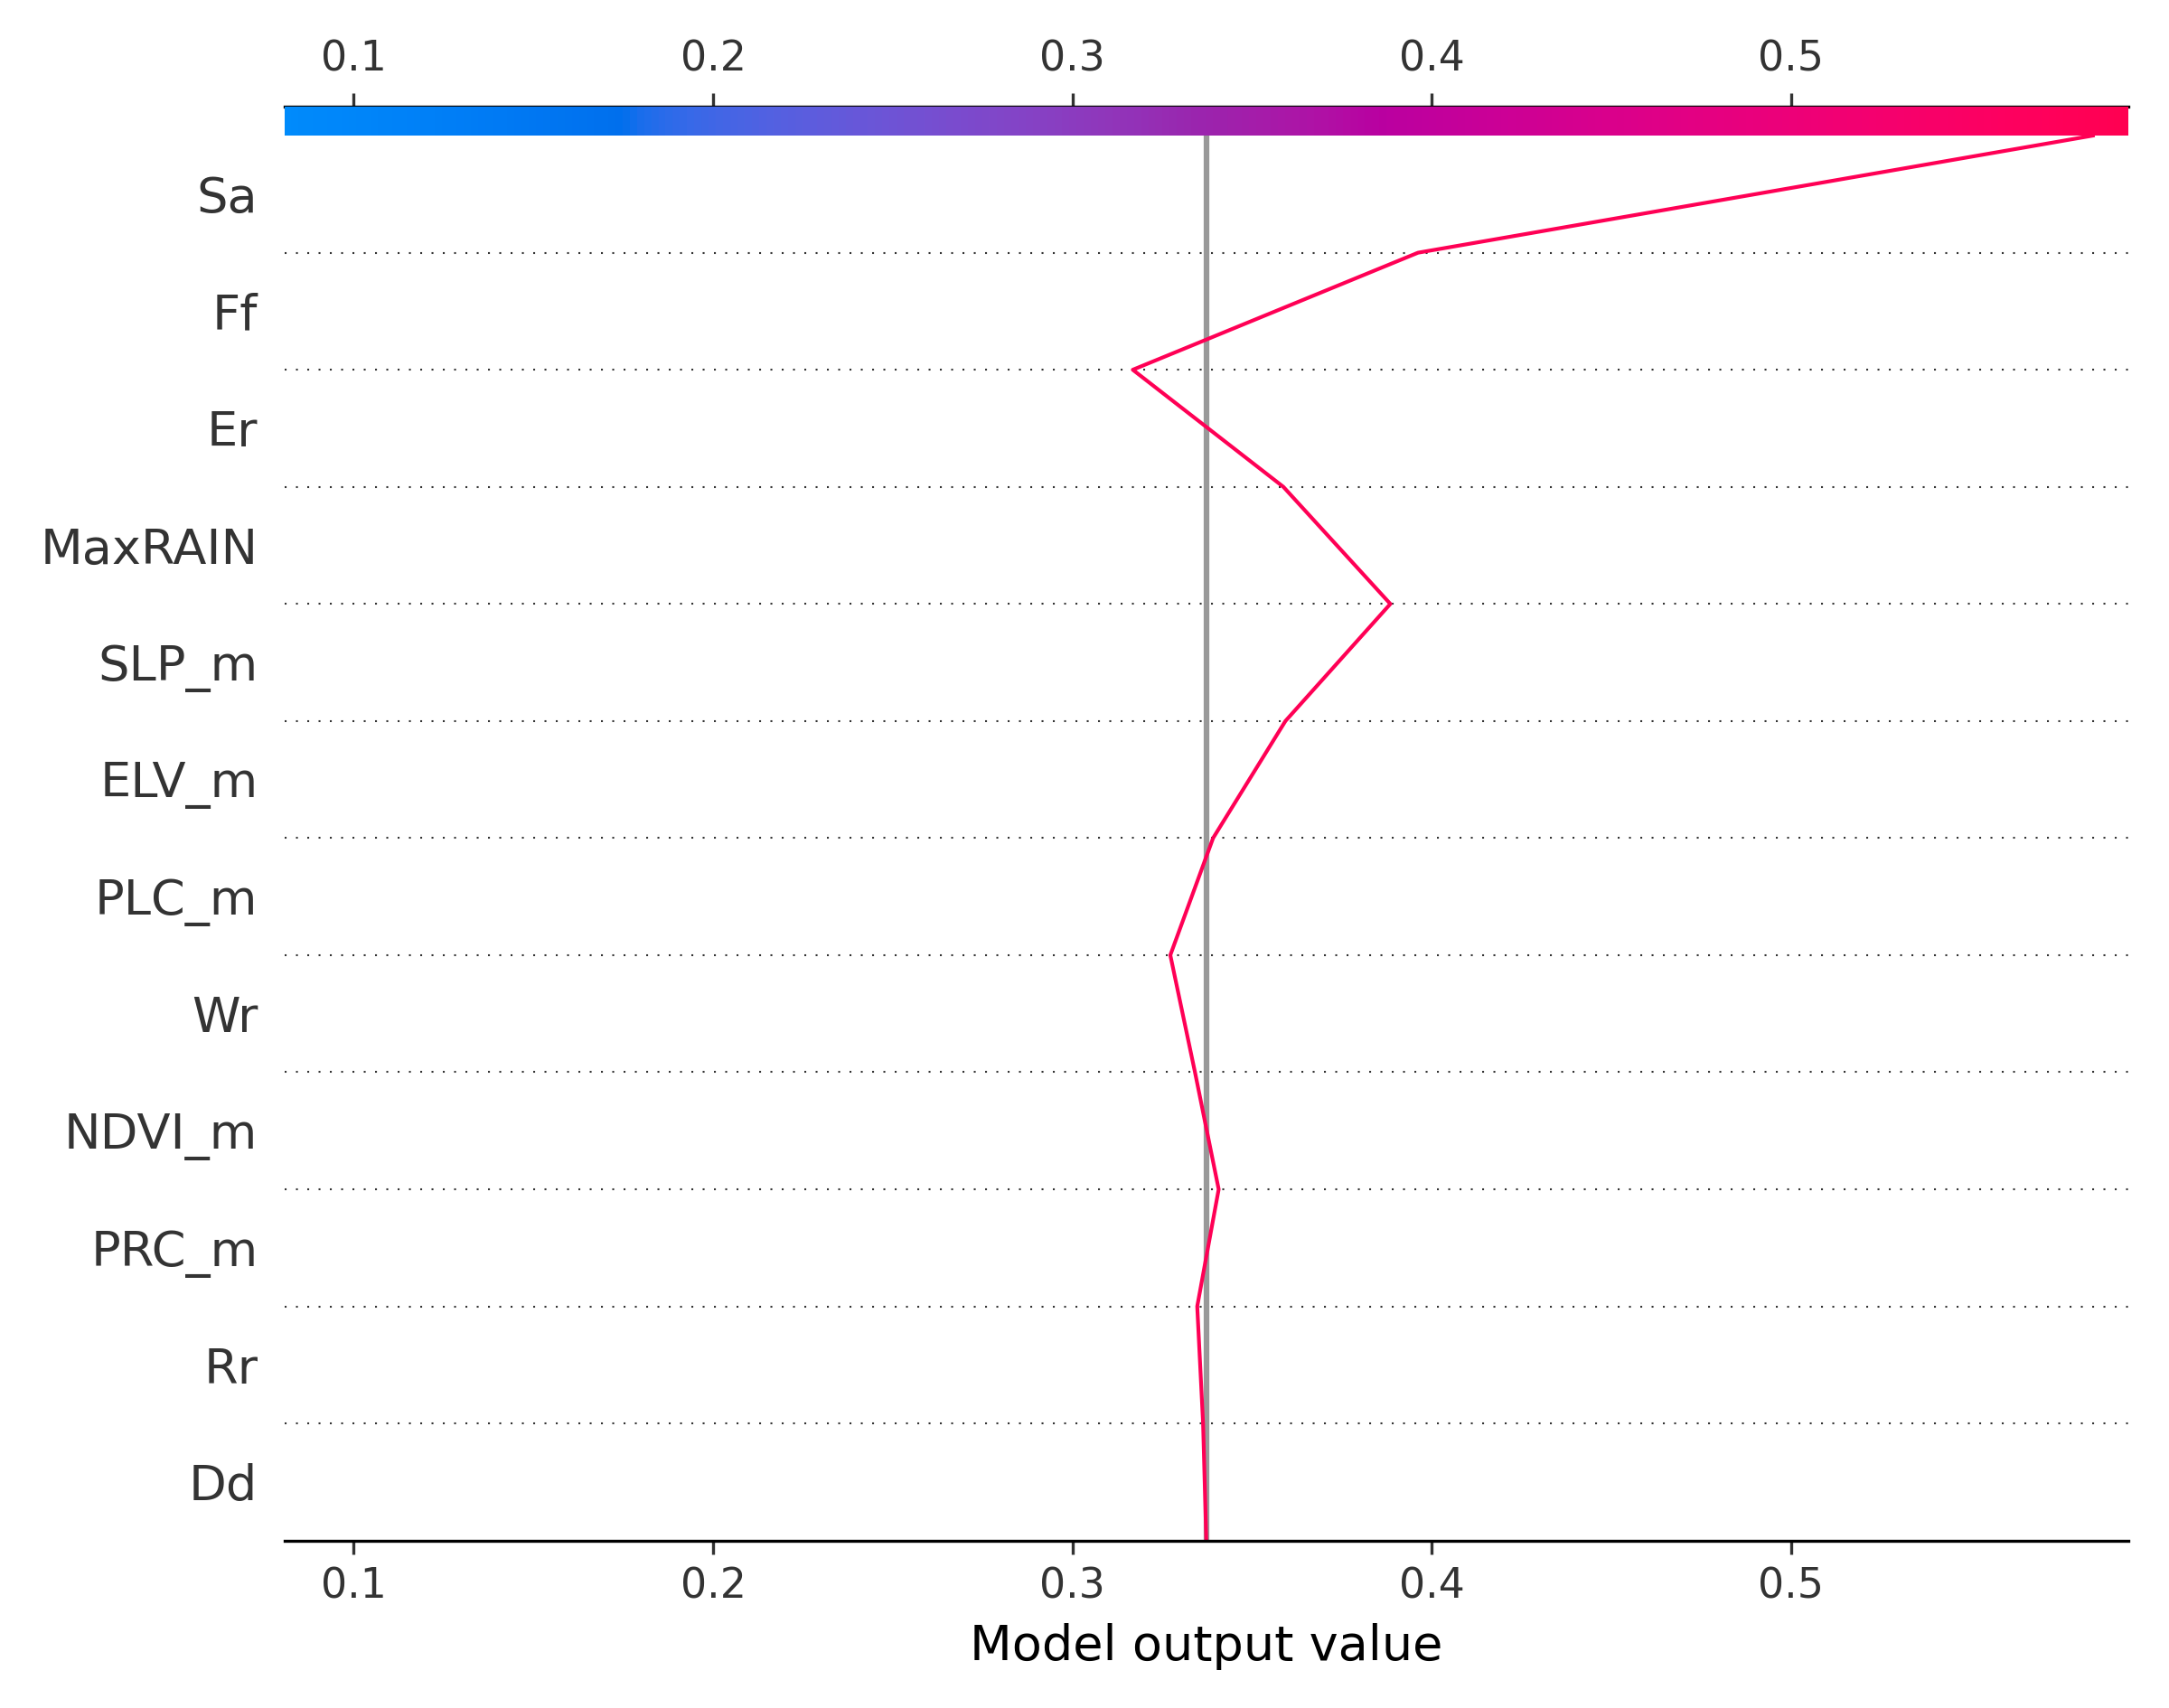 0.1 0.2 0.3 0.4 0.5
Sa
Ff
Er
MaxRAIN
SLP_m
ELV_m
PLC_m
Wr
NDVI_m
PRC_m
Rr
Dd
0.1 0.2 0.3 0.4 0.5
Model output value